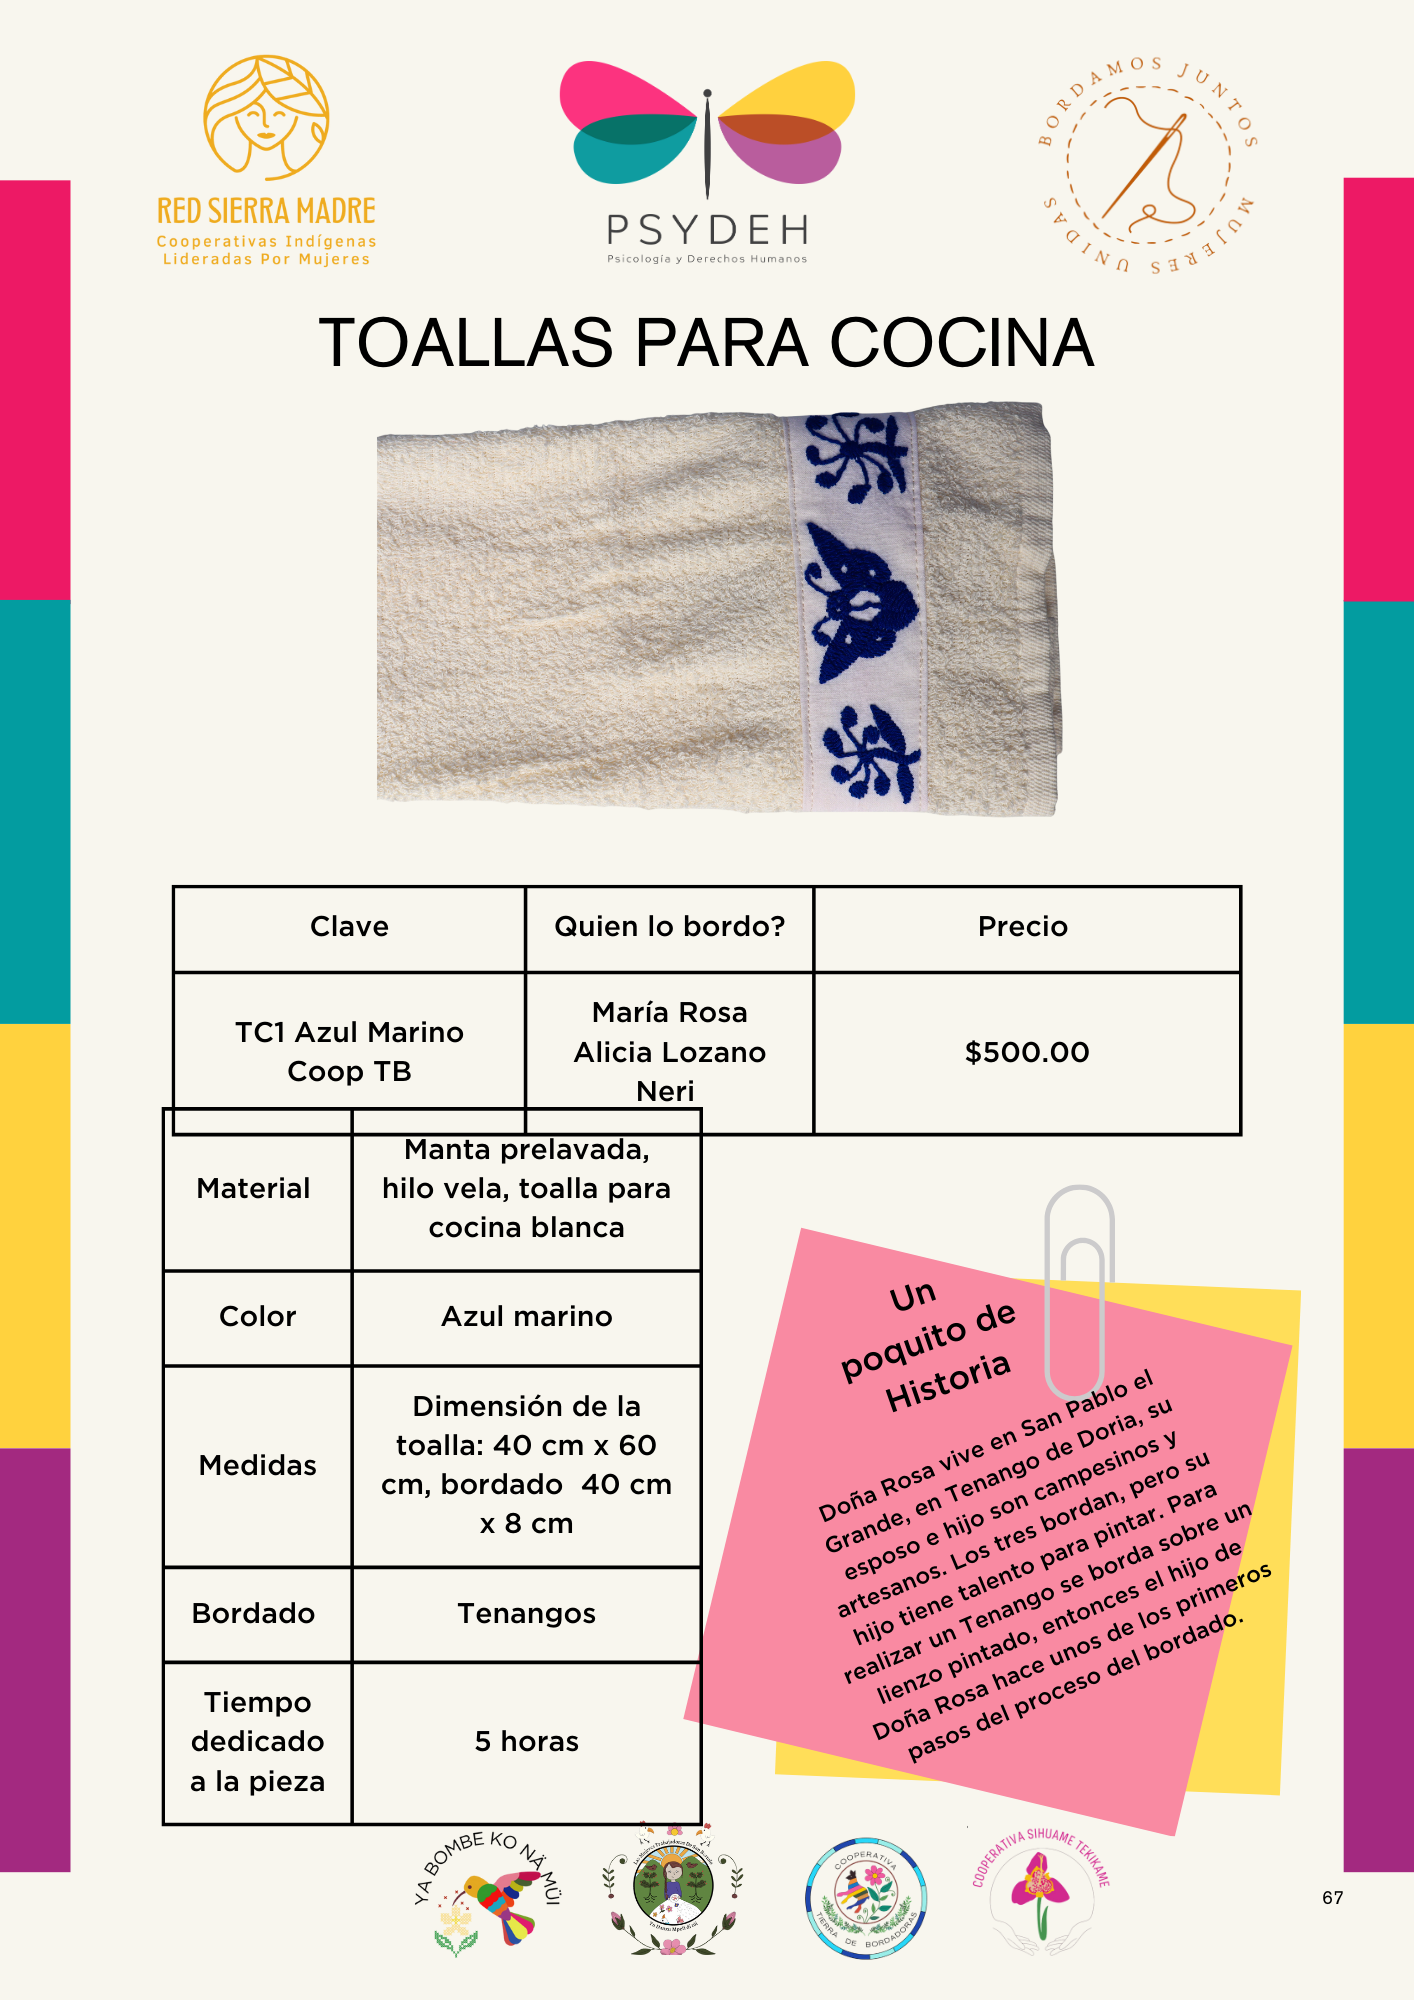 RED SIERRA MADRE
Cooperativas Indígenas
Lideradas Por Mujeres
PSYDEH
Psicología y Derechos Humanos
BORDAMOS JUNTOS
MUJERES UNIDAS
TOALLAS PARA COCINA
Clave
Quien lo bordo?
Precio
TC1 Azul Marino
Coop TB
María Rosa
Alicia Lozano
Neri
$500.00
Material
Manta prelavada,
hilo vela, toalla para
cocina blanca
Color
Azul marino
Medidas
Dimensión de la
toalla: 40 cm x 60
cm, bordado  40 cm
x 8 cm
Bordado
Tenangos
Tiempo
dedicado
a la pieza
5 horas
Un
poquito de
Historia
Doña Rosa vive en San Pablo el
Grande, en Tenango de Doria, su
esposo e hijo son campesinos y
artesanos. Los tres bordan, pero su
hijo tiene talento para pintar. Para
realizar un Tenango se borda sobre un
lienzo pintado, entonces el hijo de
Doña Rosa hace unos de los primeros
pasos del proceso del bordado.
YA BOMBE KO NÄ MÜI
COOPERATIVA
TIERRA DE BORDADORAS
COOPERATIVA SIHUAME TEKIKAME
67